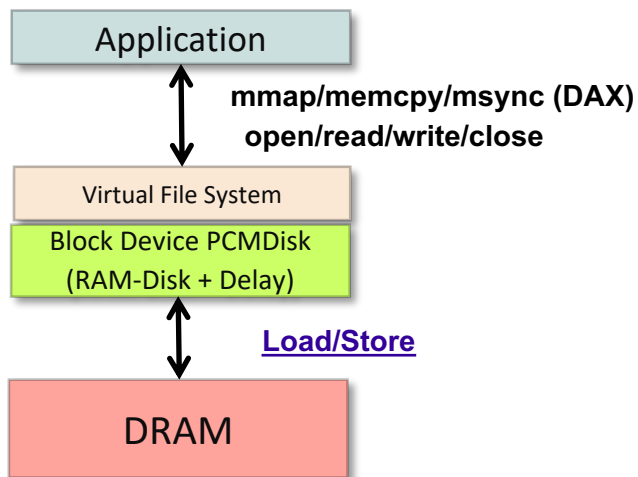 Application
mmap/memcpy/msync (DAX)
open/read/write/close
Virtual File System
Block Device PCMDisk
(RAM-Disk + Delay)
Load/Store
DRAM